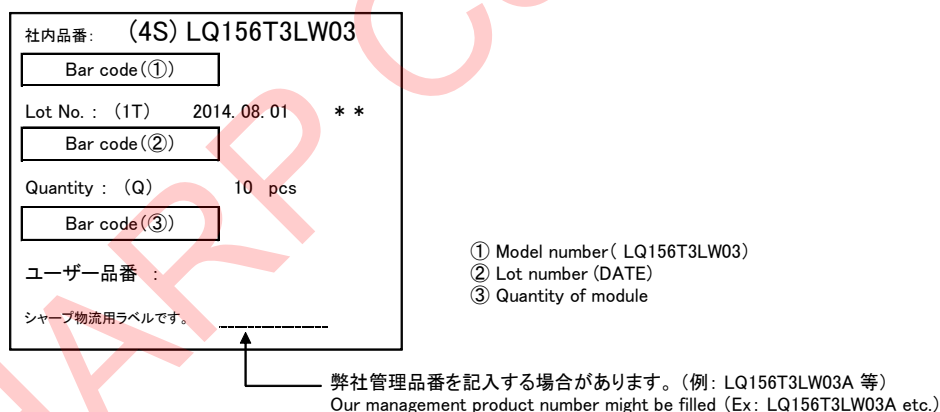 社内品番: (4S) LQ156T3LW03
Bar code(①)
Lot No. : (1T) 2014. 08. 01 * *
Bar code(②)
Quantity : (Q) 10 pcs
Bar code(③)
ユーザー品番 :
シャープ物流用ラベルです。
① Model number( LQ156T3LW03)
② Lot number (DATE)
③ Quantity of module
弊社管理品番を記入する場合があります。(例: LQ156T3LW03A 等)
Our management product number might be filled (Ex: LQ156T3LW03A etc.)